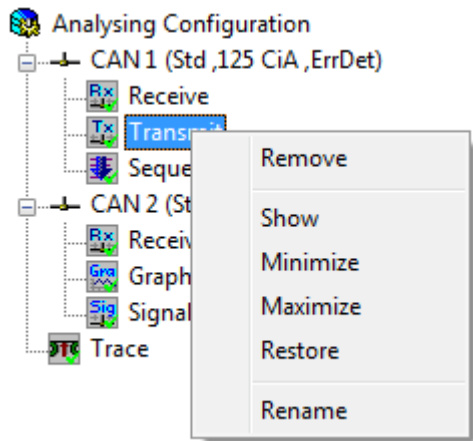 Analysing Configuration
CAN 1 (Std ,125 CiA ,ErrDet)
Rx Receive
Tx Transmit
Seque
CAN 2 (St
Rx Receiv
Gra Graph
Sig Signal
Trace
Remove
Show
Minimize
Maximize
Restore
Rename